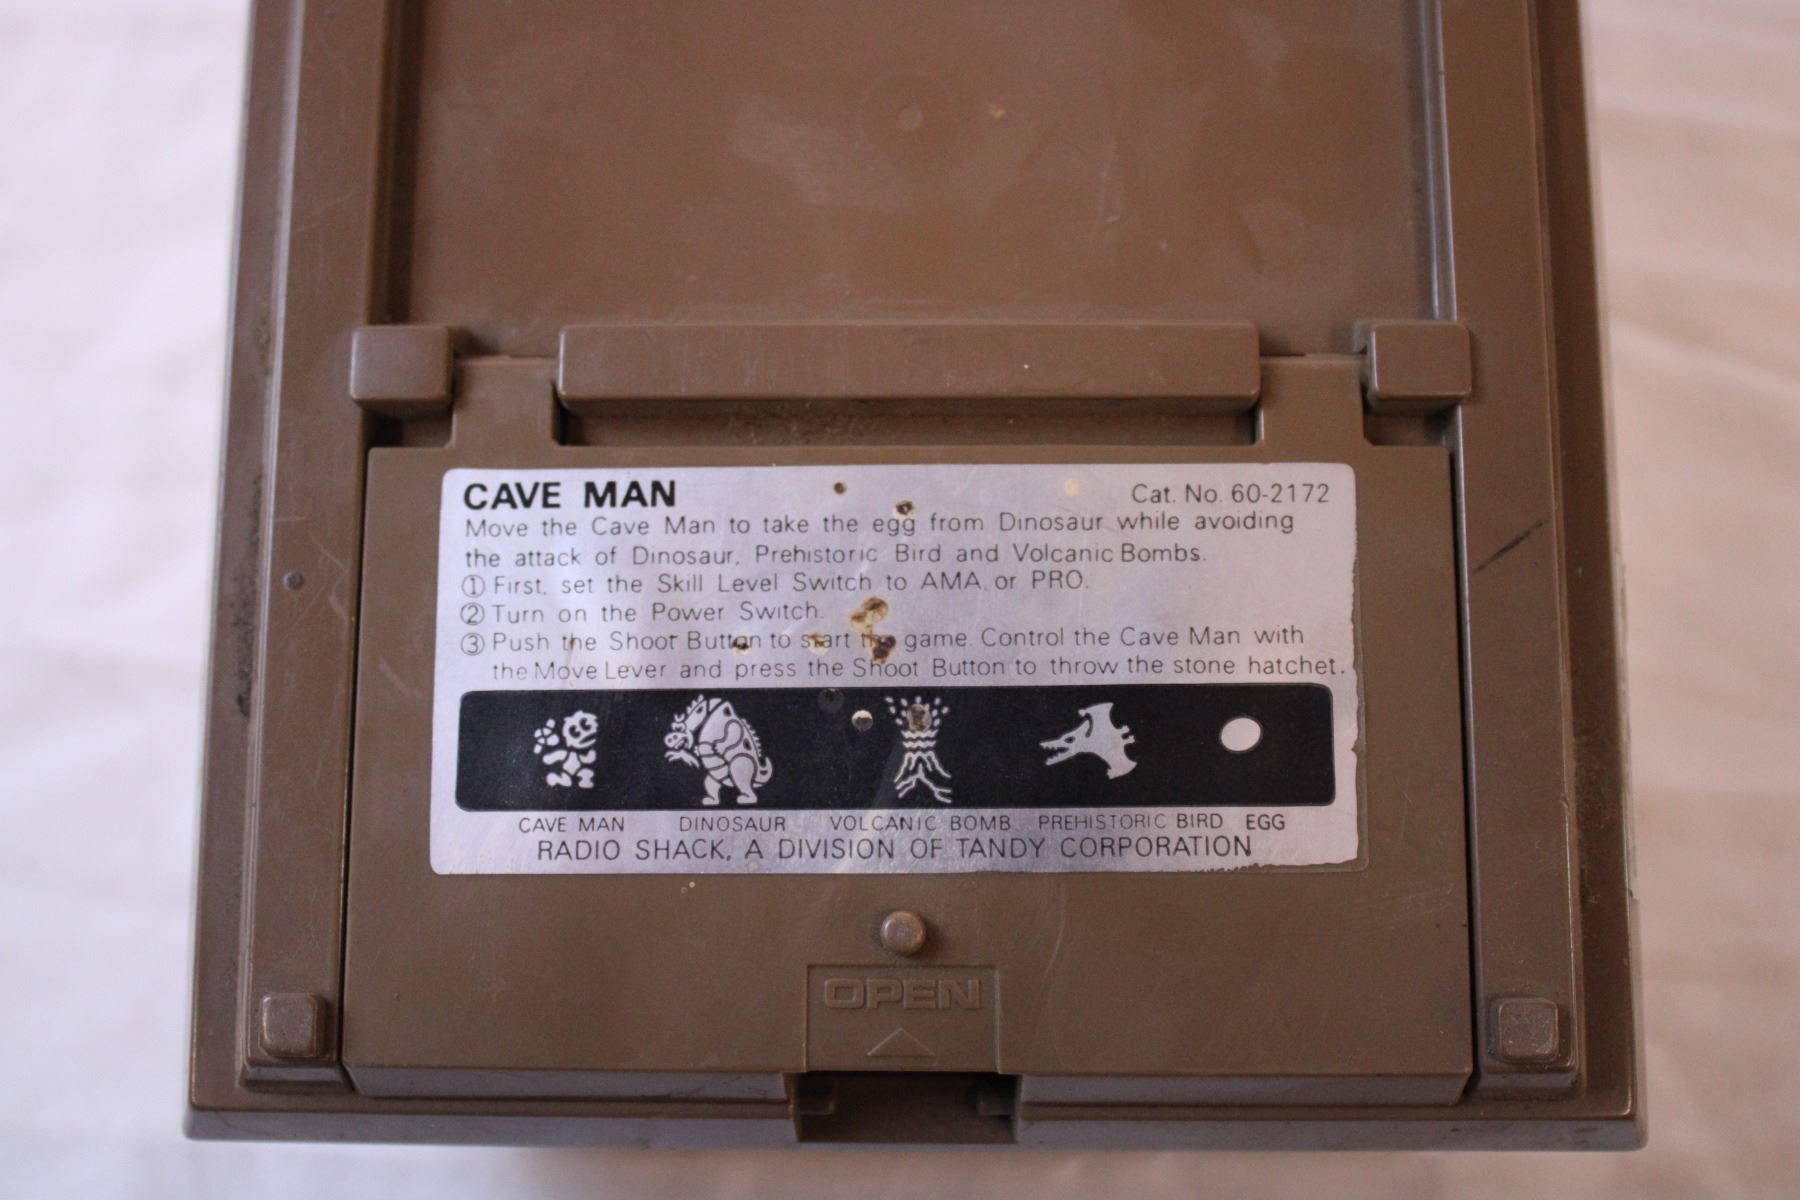 CAVE MAN Cat. No. 60-2172
Move the Cave Man to take the egg from Dinosaur while avoiding
the attack of Dinosaur, Prehistoric Bird and Volcanic Bombs.
① First, set the Skill Level Switch to AMA. or PRO.
② Turn on the Power Switch.
③ Push the Shoot Button to start the game. Control the Cave Man with
the Move Lever and press the Shoot Button to throw the stone hatchet.
CAVE MAN DINOSAUR VOLCANIC BOMB PREHISTORIC BIRD EGG
RADIO SHACK, A DIVISION OF TANDY CORPORATION
OPEN